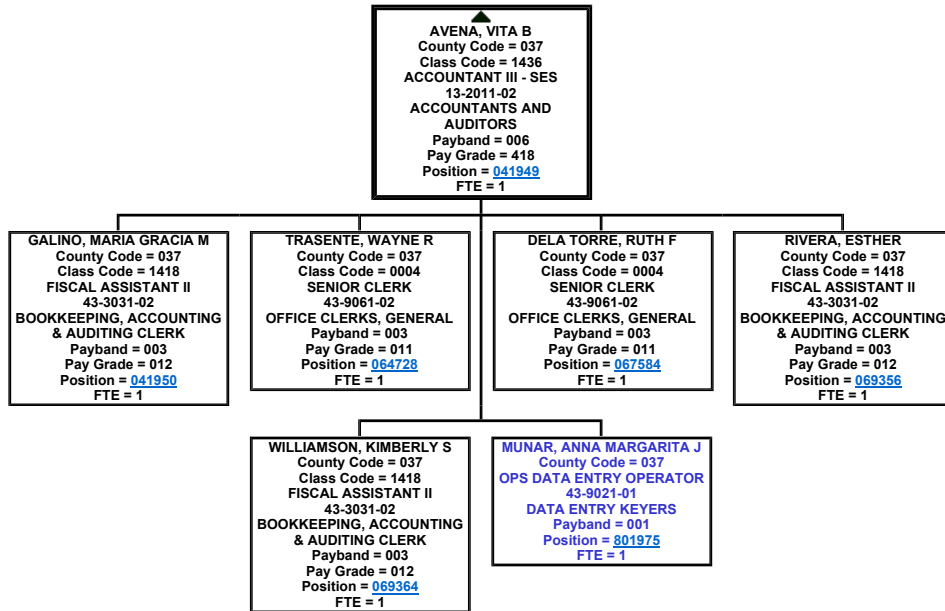 AVENA, VITA B
County Code = 037
Class Code = 1436
ACCOUNTANT III - SES
13-2011-02
ACCOUNTANTS AND
AUDITORS
Payband = 006
Pay Grade = 418
Position = 041949
FTE = 1
GALINO, MARIA GRACIA M
County Code = 037
Class Code = 1418
FISCAL ASSISTANT II
43-3031-02
BOOKKEEPING, ACCOUNTING
& AUDITING CLERK
Payband = 003
Pay Grade = 012
Position = 041950
FTE = 1
TRASENTE, WAYNE R
County Code = 037
Class Code = 0004
SENIOR CLERK
43-9061-02
OFFICE CLERKS, GENERAL
Payband = 003
Pay Grade = 011
Position = 064728
FTE = 1
DELA TORRE, RUTH F
County Code = 037
Class Code = 0004
SENIOR CLERK
43-9061-02
OFFICE CLERKS, GENERAL
Payband = 003
Pay Grade = 011
Position = 067584
FTE = 1
RIVERA, ESTHER
County Code = 037
Class Code = 1418
FISCAL ASSISTANT II
43-3031-02
BOOKKEEPING, ACCOUNTING
& AUDITING CLERK
Payband = 003
Pay Grade = 012
Position = 069356
FTE = 1
WILLIAMSON, KIMBERLY S
County Code = 037
Class Code = 1418
FISCAL ASSISTANT II
43-3031-02
BOOKKEEPING, ACCOUNTING
& AUDITING CLERK
Payband = 003
Pay Grade = 012
Position = 069364
FTE = 1
MUNAR, ANNA MARGARITA J
County Code = 037
OPS DATA ENTRY OPERATOR
43-9021-01
DATA ENTRY KEYERS
Payband = 001
Position = 801975
FTE = 1